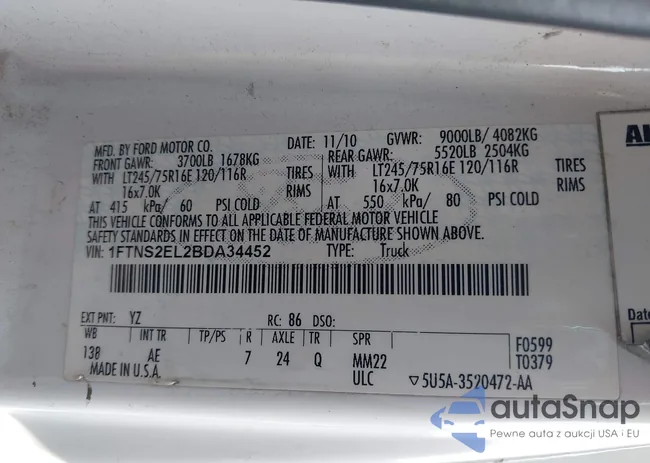 MFD. BY FORD MOTOR CO. DATE: 11/10 GVWR: 9000LB/ 4082KG
FRONT GAWR: 3700LB 1678KG REAR GAWR: 5520LB 2504KG
WITH LT245/75R16E 120/116R TIRES WITH LT245/75R16E 120/116R TIRES
16x7.0K RIMS 16x7.0K RIMS
AT 415 kPa/ 60 PSI COLD AT 550 kPa/ 80 PSI COLD
THIS VEHICLE CONFORMS TO ALL APPLICABLE FEDERAL MOTOR VEHICLE
SAFETY STANDARDS IN EFFECT ON THE DATE OF MANUFACTURE SHOWN ABOVE.
VIN: 1FTNS2EL2BDA34452 TYPE: Truck
EXT PNT: YZ RC: 86 DSO:
WB INT TR TP/PS R AXLE TR SPR F0599
138 AE 7 24 Q MM22 T0379
MADE IN U.S.A. ULC ▽5U5A-3520472-AA
Date
autoSnap
Pewne auta z aukcji USA i EU